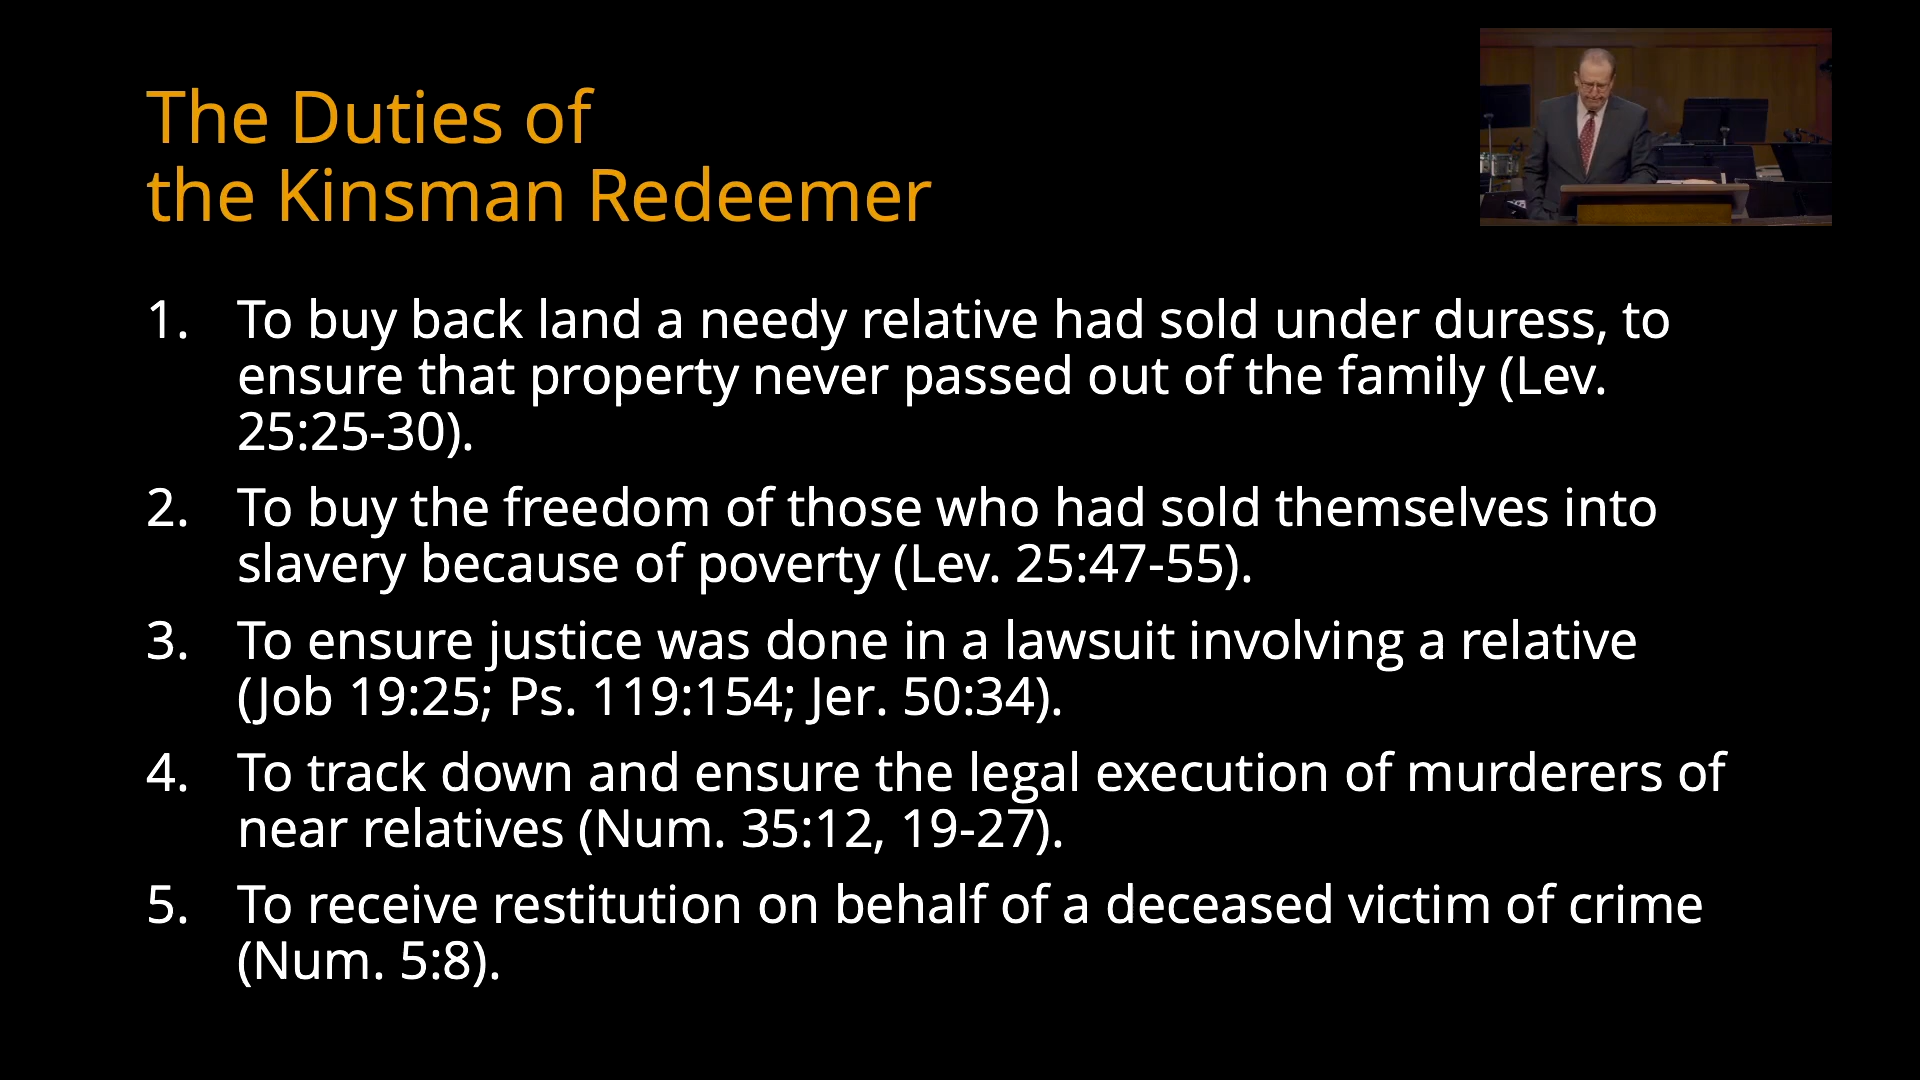 The Duties of
the Kinsman Redeemer
1. To buy back land a needy relative had sold under duress, to
ensure that property never passed out of the family (Lev.
25:25-30).
2. To buy the freedom of those who had sold themselves into
slavery because of poverty (Lev. 25:47-55).
3. To ensure justice was done in a lawsuit involving a relative
(Job 19:25; Ps. 119:154; Jer. 50:34).
4. To track down and ensure the legal execution of murderers of
near relatives (Num. 35:12, 19-27).
5. To receive restitution on behalf of a deceased victim of crime
(Num. 5:8).